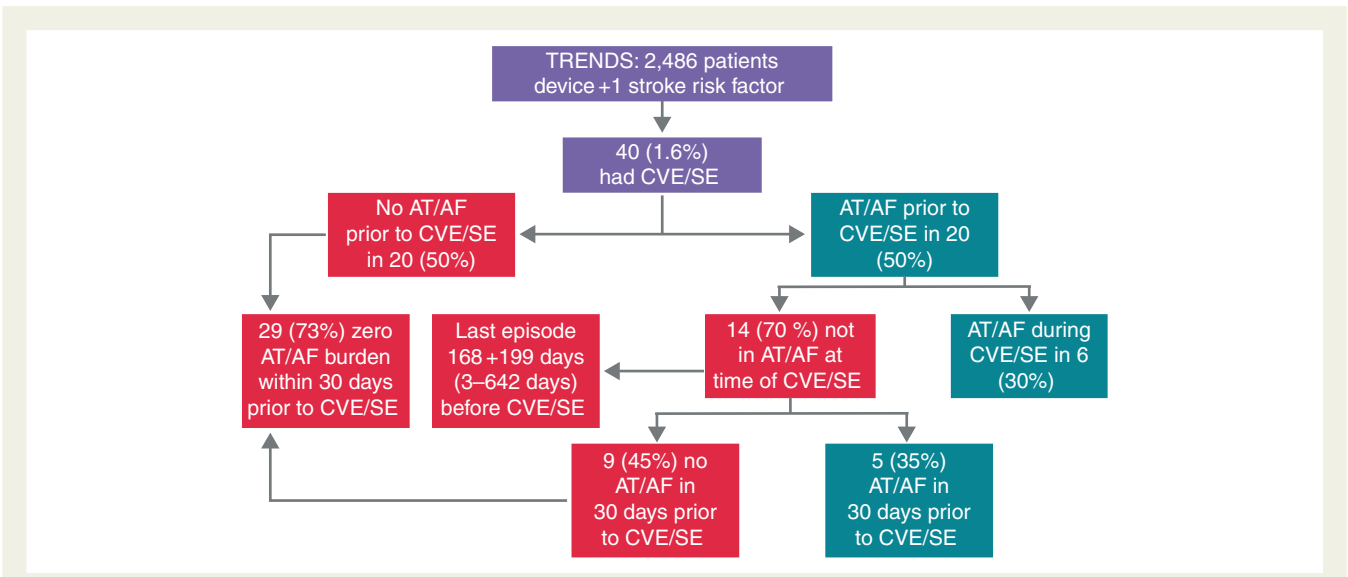 TRENDS: 2,486 patients
device +1 stroke risk factor
40 (1.6%)
had CVE/SE
No AT/AF
prior to CVE/SE
in 20 (50%)
AT/AF prior to
CVE/SE in 20
(50%)
29 (73%) zero
AT/AF burden
within 30 days
prior to CVE/SE
Last episode
168 +199 days
(3–642 days)
before CVE/SE
14 (70 %) not
in AT/AF at
time of CVE/SE
AT/AF during
CVE/SE in 6
(30%)
9 (45%) no
AT/AF in
30 days prior
to CVE/SE
5 (35%)
AT/AF in
30 days prior
to CVE/SE